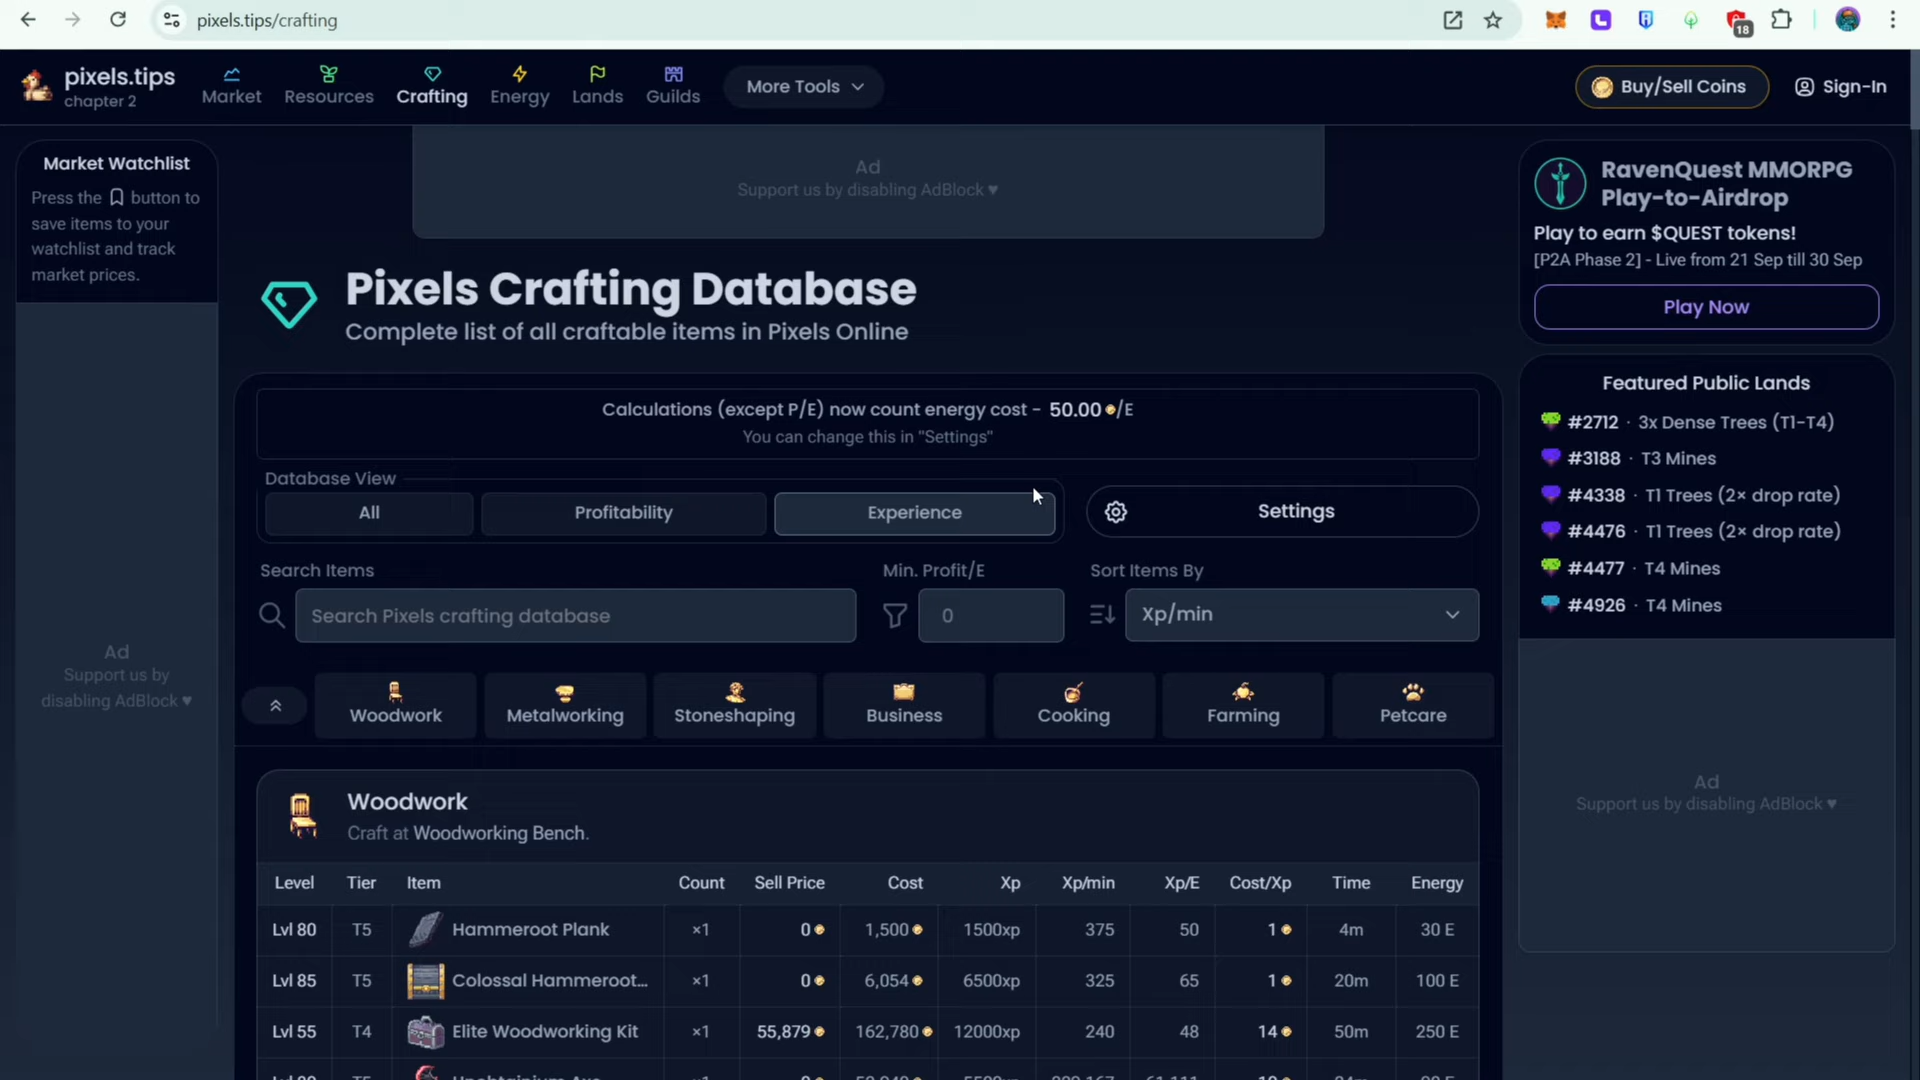 pixels.tips/crafting
18
pixels.tips
chapter 2
Market
Resources
Crafting
Energy
Lands
Guilds
More Tools
Buy/Sell Coins
Sign-In
Market Watchlist
Press the button to
save items to your
watchlist and track
market prices.
Ad
Support us by
disabling AdBlock ♥
Ad
Support us by disabling AdBlock ♥
Pixels Crafting Database
Complete list of all craftable items in Pixels Online
Calculations (except P/E) now count energy cost - 50.00 /E
You can change this in "Settings"
Database View
All
Profitability
Experience
Settings
Search Items
Search Pixels crafting database
Min. Profit/E
0
Sort Items By
Xp/min
Woodwork
Metalworking
Stoneshaping
Business
Cooking
Farming
Petcare
Woodwork
Craft at Woodworking Bench.
Level Tier Item Count Sell Price Cost Xp Xp/min Xp/E Cost/Xp Time Energy
Lvl 80 T5 Hammeroot Plank ×1 0 1,500 1500xp 375 50 1 4m 30 E
Lvl 85 T5 Colossal Hammeroot... ×1 0 6,054 6500xp 325 65 1 20m 100 E
Lvl 55 T4 Elite Woodworking Kit ×1 55,879 162,780 12000xp 240 48 14 50m 250 E
RavenQuest MMORPG
Play-to-Airdrop
Play to earn $QUEST tokens!
[P2A Phase 2] - Live from 21 Sep till 30 Sep
Play Now
Featured Public Lands
#2712 · 3x Dense Trees (T1-T4)
#3188 · T3 Mines
#4338 · T1 Trees (2× drop rate)
#4476 · T1 Trees (2× drop rate)
#4477 · T4 Mines
#4926 · T4 Mines
Ad
Support us by disabling AdBlock ♥